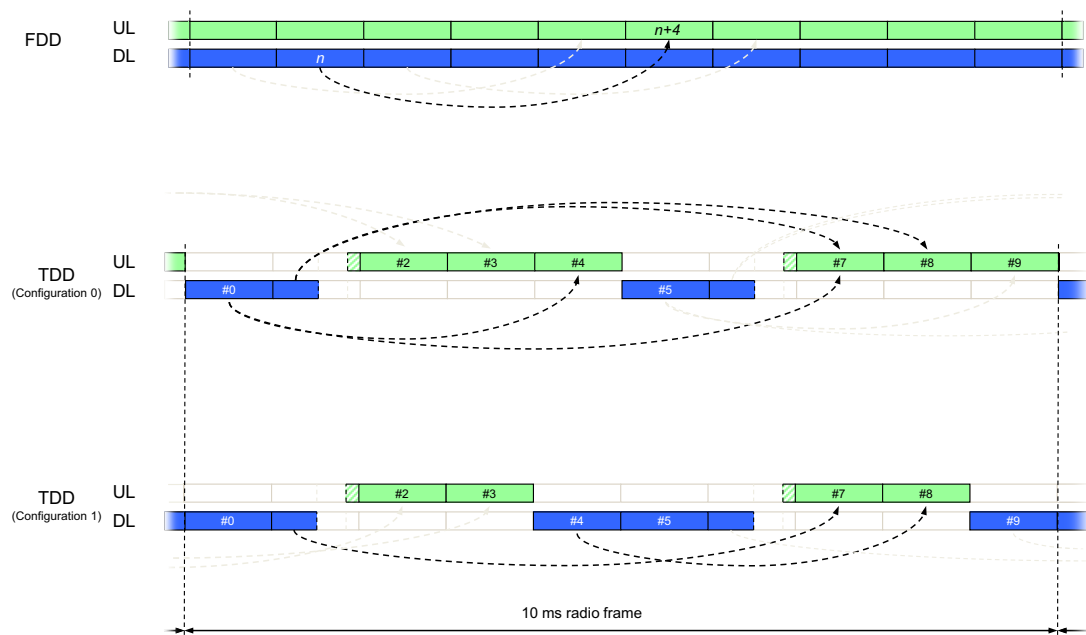 FDD
UL
n+4
DL
n
TDD
(Configuration 0)
UL
#2 #3 #4 #7 #8 #9
DL
#0 #5
TDD
(Configuration 1)
UL
#2 #3 #7 #8
DL
#0 #4 #5 #9
10 ms radio frame